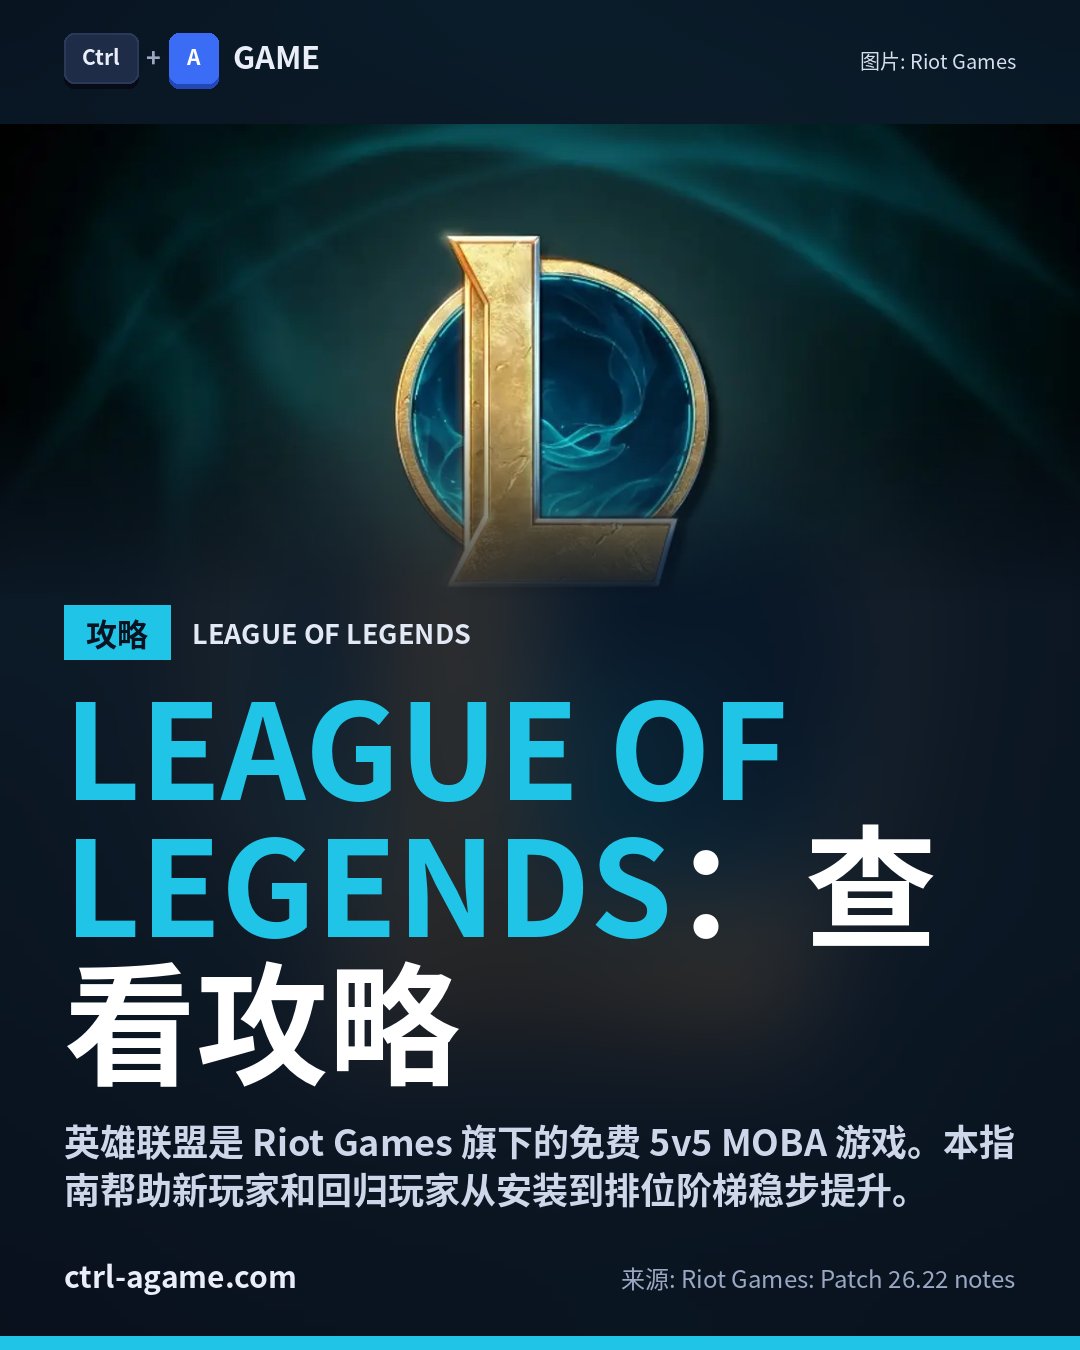 Ctrl + A GAME
图片: Riot Games
攻略 LEAGUE OF LEGENDS
LEAGUE OF
LEGENDS：查
看攻略
英雄联盟是 Riot Games 旗下的免费 5v5 MOBA 游戏。本指
南帮助新玩家和回归玩家从安装到排位阶梯稳步提升。
ctrl-agame.com
来源: Riot Games: Patch 26.22 notes